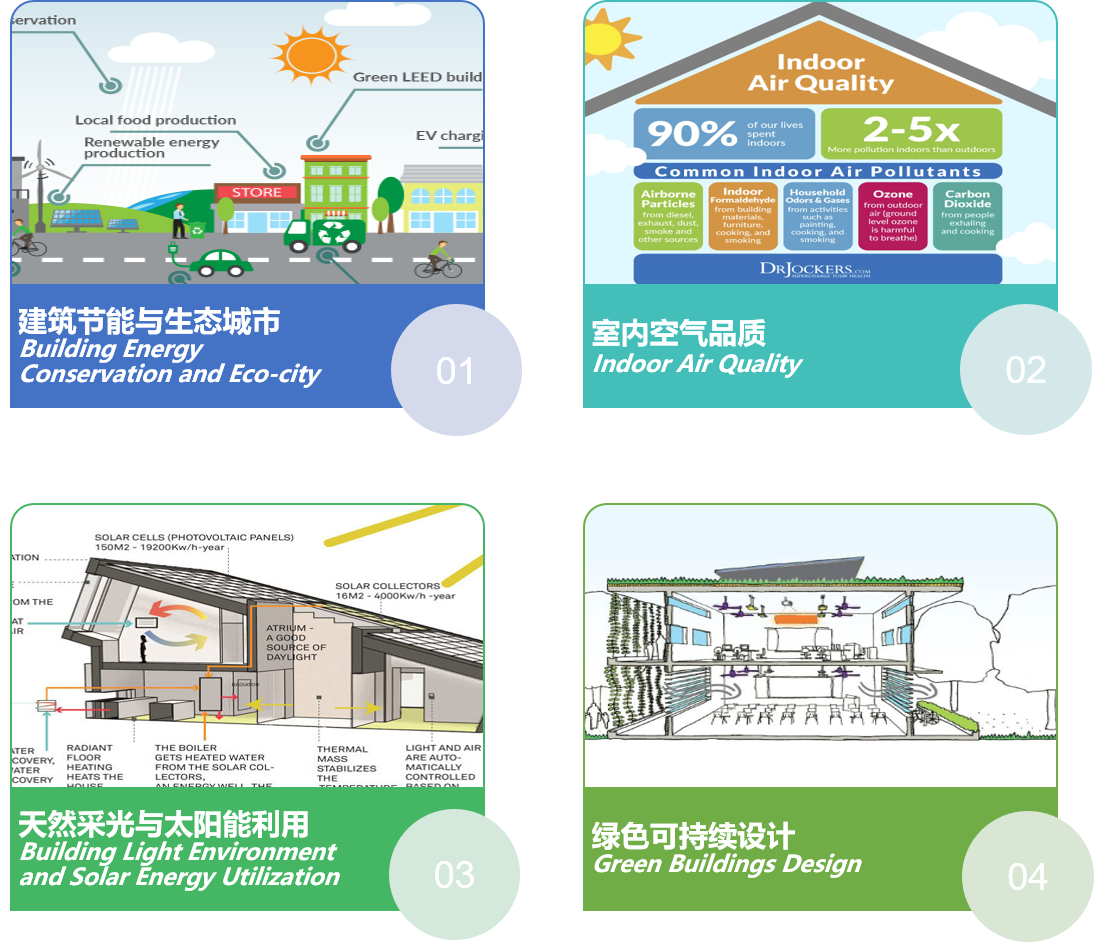 servation
Green LEED build
Local food production
EV chargi
Renewable energy
production
STORE
建筑节能与生态城市
Building Energy
Conservation and Eco-city
01
Indoor
Air Quality
90%
of our lives
spent
indoors
2-5x
More pollution indoors than outdoors
Common Indoor Air Pollutants
Airborne
Particles
from diesel,
exhaust, dust,
smoke and
other sources
Indoor
Formaldehyde
from building
materials,
furniture,
cooking, and
smoking
Household
Odors & Gases
from activities
such as
painting,
cooking, and
smoking
Ozone
from outdoor
air (ground
level ozone
is harmful
to breathe)
Carbon
Dioxide
from people
exhaling
and cooking
DRJOCKERS.COM
SUPERCHARGE YOUR HEALTH
室内空气品质
Indoor Air Quality
02
SOLAR CELLS (PHOTOVOLTAIC PANELS)
150M2 - 19200Kw/h-year
ATION
SOLAR COLLECTORS
16M2 - 4000Kw/h -year
OM THE
AT
AIR
ATRIUM -
A GOOD
SOURCE OF
DAYLIGHT
RADIATOR
ATER
COVERY,
VATER
COVERY
RADIANT
FLOOR
HEATING
HEATS THE
HOUSE
THE BOILER
GETS HEATED WATER
FROM THE SOLAR COL-
LECTORS,
AN ENERGY WELL, THE
THERMAL
MASS
STABILIZES
THE
TEMPERATURE
LIGHT AND AIR
ARE AUTO-
MATICALLY
CONTROLLED
BASED ON
天然采光与太阳能利用
Building Light Environment
and Solar Energy Utilization
03
绿色可持续设计
Green Buildings Design
04